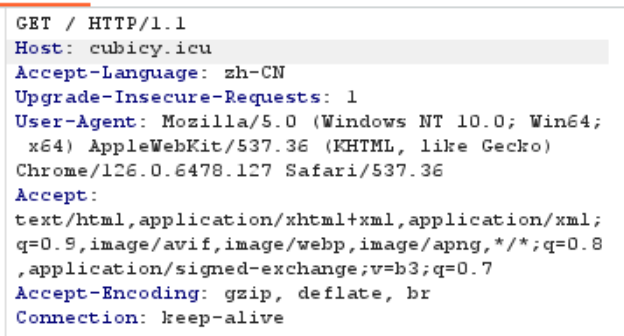 GET / HTTP/1.1
Host: cubicy.icu
Accept-Language: zh-CN
Upgrade-Insecure-Requests: 1
User-Agent: Mozilla/5.0 (Windows NT 10.0; Win64;
x64) AppleWebKit/537.36 (KHTML, like Gecko)
Chrome/126.0.6478.127 Safari/537.36
Accept:
text/html,application/xhtml+xml,application/xml;
q=0.9,image/avif,image/webp,image/apng,*/*;q=0.8
,application/signed-exchange;v=b3;q=0.7
Accept-Encoding: gzip, deflate, br
Connection: keep-alive